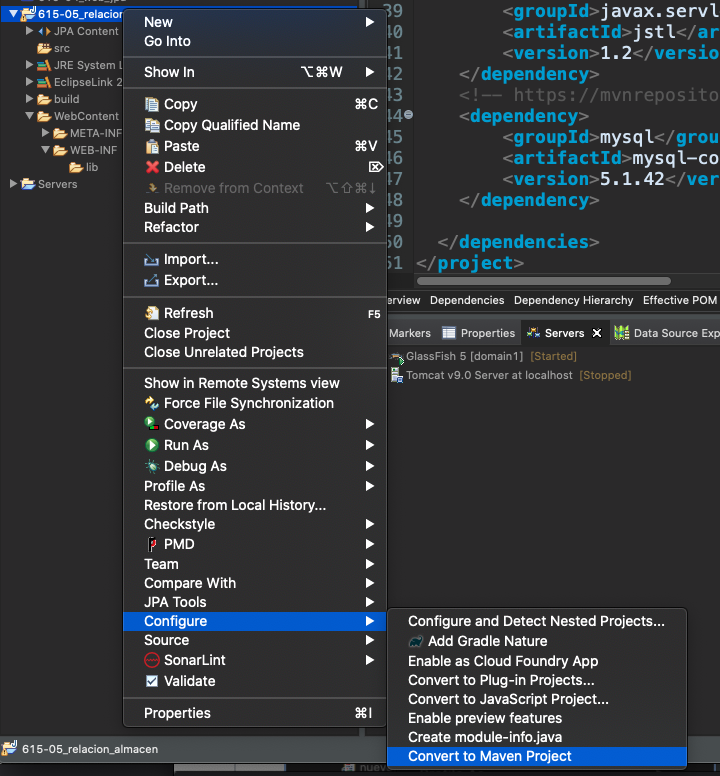 615-05_relacion
JPA Content
src
JRE System L
EclipseLink 2
build
WebContent
META-INF
WEB-INF
lib
Servers
New
Go Into
Show In ⌥⌘W
Copy ⌘C
Copy Qualified Name
Paste ⌘V
Delete ⌦
Remove from Context ⌥⇧⌘↓
Build Path
Refactor
Import...
Export...
Refresh F5
Close Project
Close Unrelated Projects
Show in Remote Systems view
Force File Synchronization
Coverage As
Run As
Debug As
Profile As
Restore from Local History...
Checkstyle
PMD
Team
Compare With
JPA Tools
Configure
Source
SonarLint
Validate
Properties ⌘I
39 <groupId>javax.servl
40 <artifactId>jstl</ar
41 <version>1.2</version
42 </dependency>
43 <!-- https://mvnreposito
44 <dependency>
45 <groupId>mysql</grou
46 <artifactId>mysql-co
47 <version>5.1.42</ver
48 </dependency>
49
50 </dependencies>
51 </project>
erview Dependencies Dependency Hierarchy Effective POM
Markers Properties Servers Data Source Exp
GlassFish 5 [domain1] [Started]
Tomcat v9.0 Server at localhost [Stopped]
Configure and Detect Nested Projects...
Add Gradle Nature
Enable as Cloud Foundry App
Convert to Plug-in Projects...
Convert to JavaScript Project...
Enable preview features
Create module-info.java
Convert to Maven Project
615-05_relacion_almacen